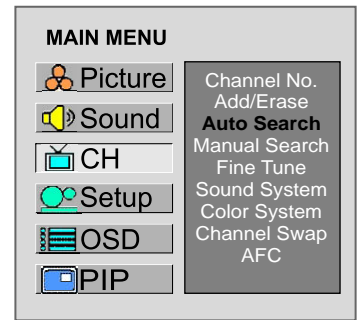 MAIN MENU
Picture
Sound
CH
Setup
OSD
PIP
Channel No.
Add/Erase
Auto Search
Manual Search
Fine Tune
Sound System
Color System
Channel Swap
AFC